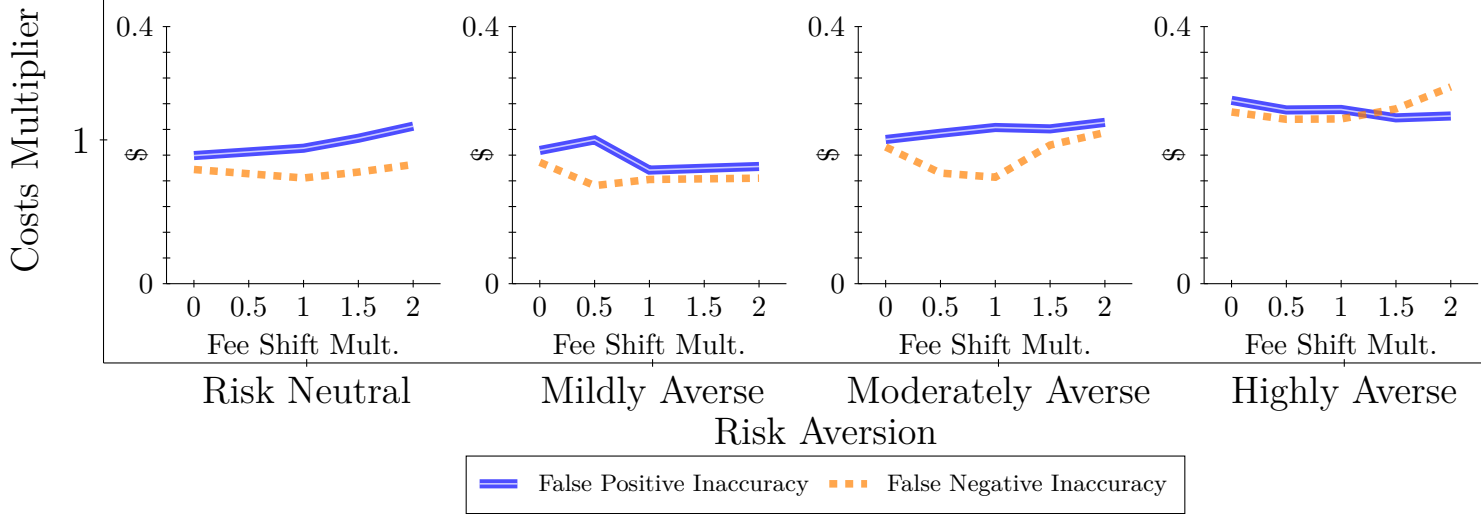 Costs Multiplier
1
0.4
$
0
0 0.5 1 1.5 2
Fee Shift Mult.
0.4
$
0
0 0.5 1 1.5 2
Fee Shift Mult.
0.4
$
0
0 0.5 1 1.5 2
Fee Shift Mult.
0.4
$
0
0 0.5 1 1.5 2
Fee Shift Mult.
Risk Neutral Mildly Averse Moderately Averse Highly Averse
Risk Aversion
False Positive Inaccuracy False Negative Inaccuracy